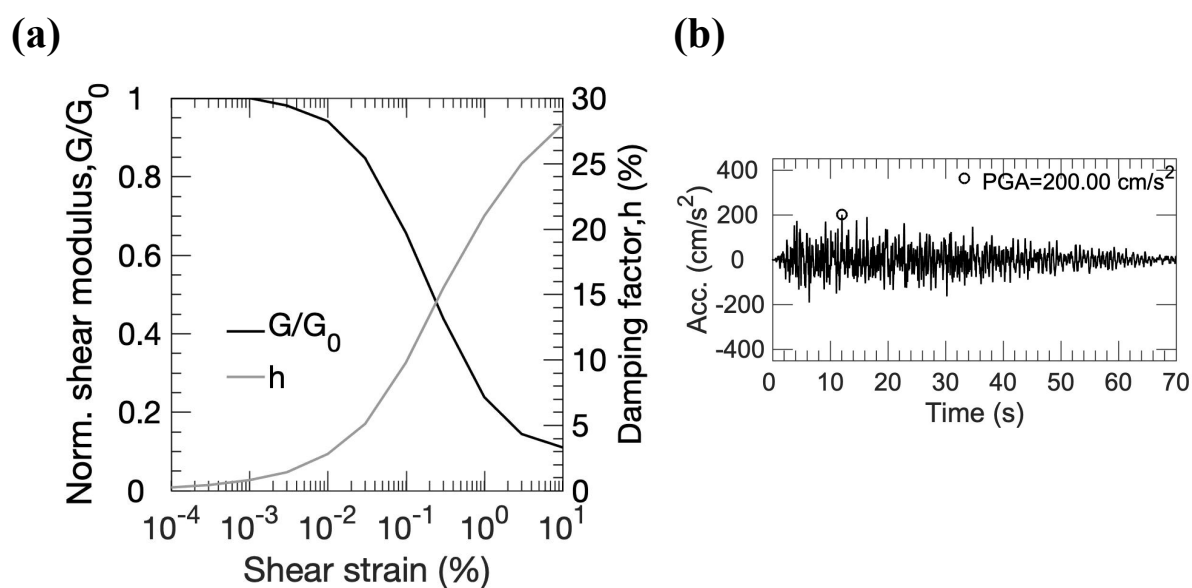 (a)
Norm. shear modulus,G/G₀
1
0.8
0.6
0.4
0.2
0
G/G₀
h
30
25
20
15
10
5
0
Damping factor,h (%)
10⁻⁴ 10⁻³ 10⁻² 10⁻¹ 10⁰ 10¹
Shear strain (%)
(b)
Acc. (cm/s²)
400
200
0
-200
-400
PGA=200.00 cm/s²
0 10 20 30 40 50 60 70
Time (s)